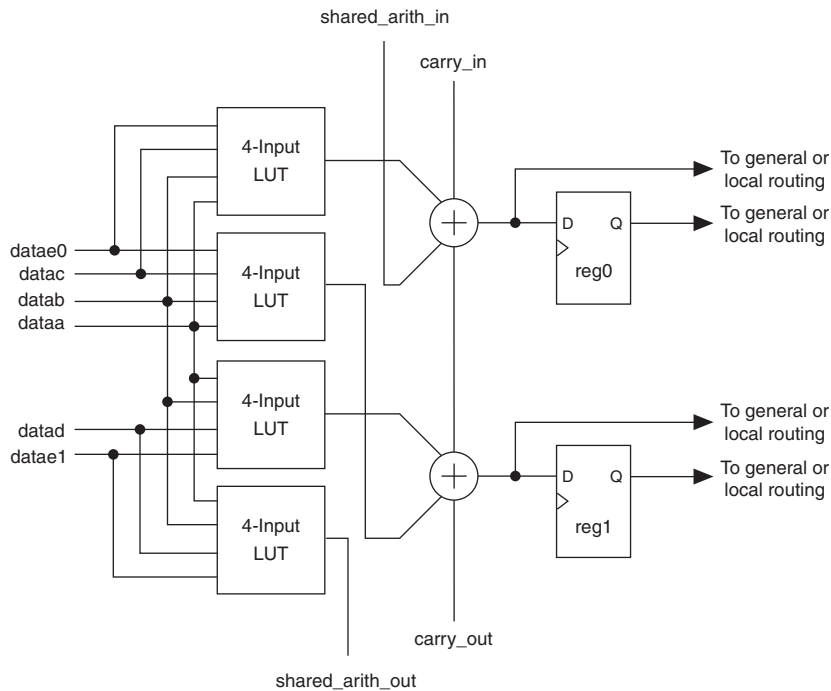 shared_arith_in
carry_in
4-Input
LUT
To general or
local routing
D Q
reg0
To general or
local routing
datae0
datac
datab
dataa
4-Input
LUT
4-Input
LUT
To general or
local routing
datad
datae1
D Q
reg1
To general or
local routing
4-Input
LUT
carry_out
shared_arith_out